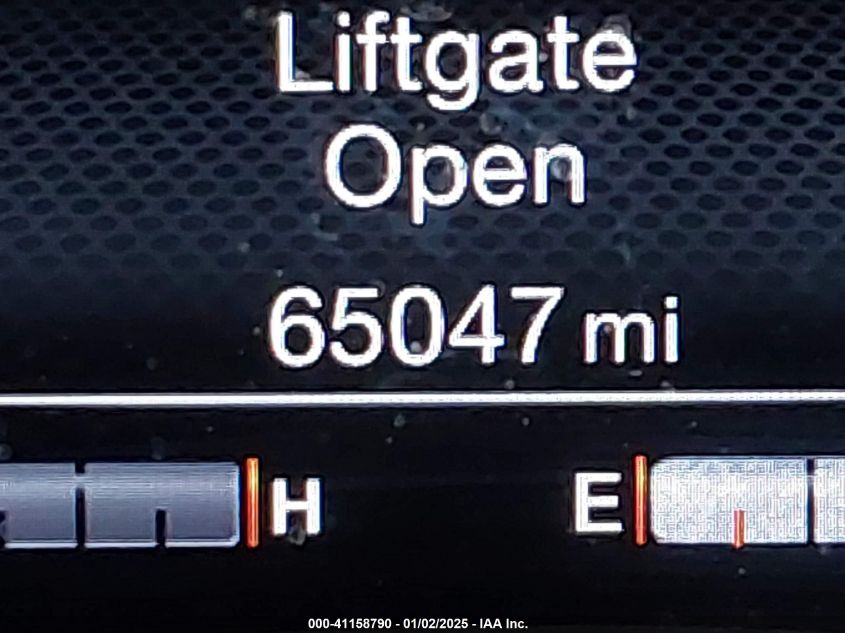 Liftgate
Open
65047 mi
H E
000-41158790 - 01/02/2025 - IAA Inc.